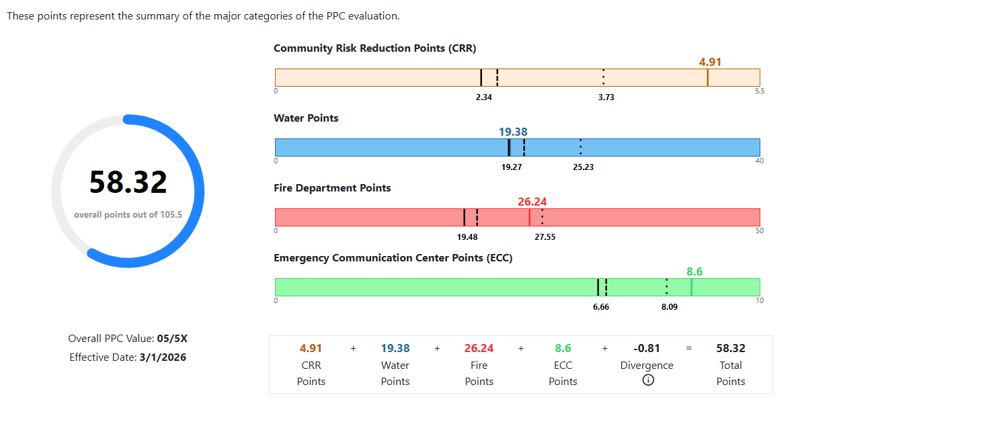 These points represent the summary of the major categories of the PPC evaluation.
58.32
overall points out of 105.5
Overall PPC Value: 05/5X
Effective Date: 3/1/2026
Community Risk Reduction Points (CRR)
4.91
0 5.5
2.34 3.73
Water Points
19.38
0 40
19.27 25.23
Fire Department Points
26.24
0 50
19.48 27.55
Emergency Communication Center Points (ECC)
8.6
0 10
6.66 8.09
4.91 + 19.38 + 26.24 + 8.6 + -0.81 = 58.32
CRR Water Fire ECC Divergence Total
Points Points Points Points i Points